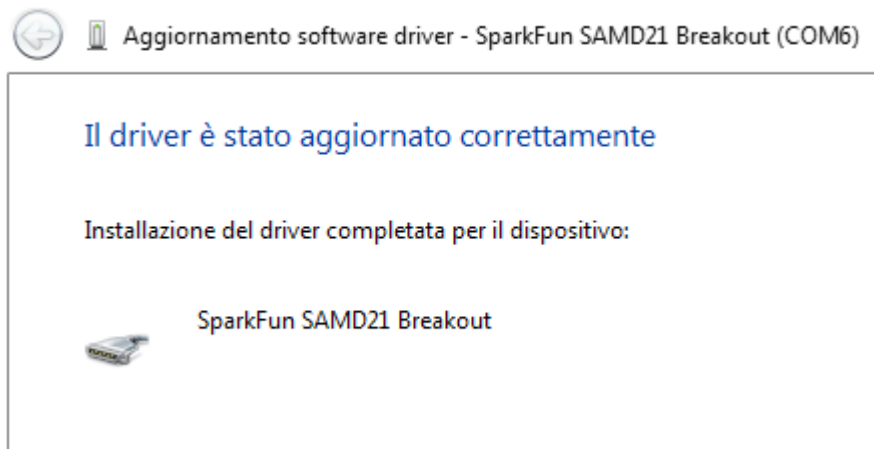 Aggiornamento software driver - SparkFun SAMD21 Breakout (COM6)
Il driver è stato aggiornato correttamente
Installazione del driver completata per il dispositivo:
SparkFun SAMD21 Breakout